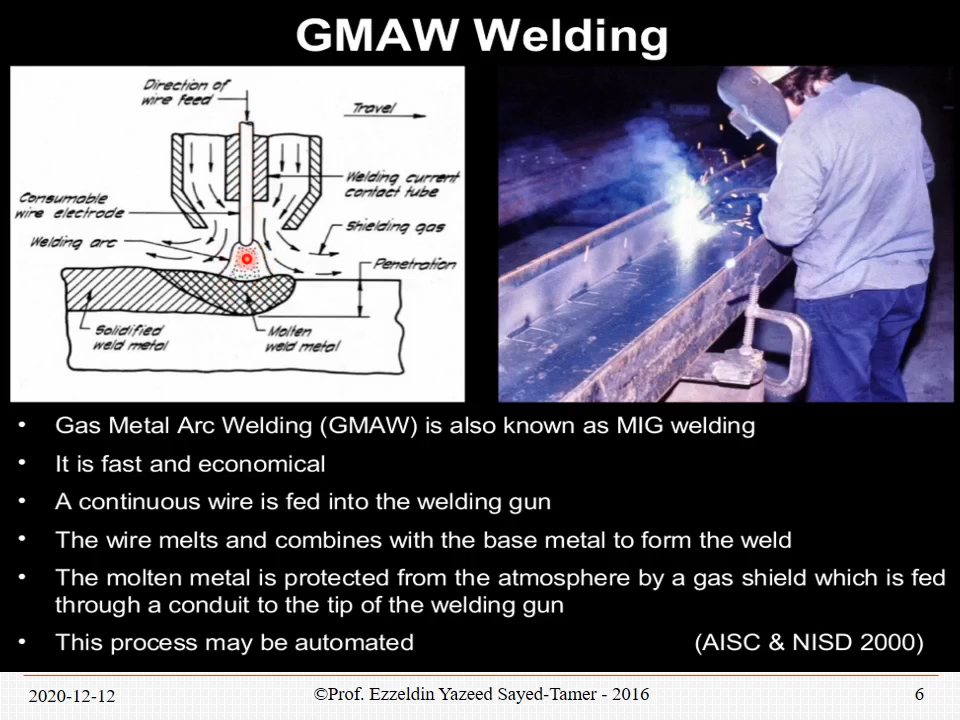 GMAW Welding
Direction of
wire feed
Travel
Consumable
wire electrode
Welding current
contact tube
Shielding gas
Welding arc
Penetration
Solidified
weld metal
Molten
weld metal
• Gas Metal Arc Welding (GMAW) is also known as MIG welding
• It is fast and economical
• A continuous wire is fed into the welding gun
• The wire melts and combines with the base metal to form the weld
• The molten metal is protected from the atmosphere by a gas shield which is fed
through a conduit to the tip of the welding gun
• This process may be automated (AISC & NISD 2000)
2020-12-12 ©Prof. Ezzeldin Yazeed Sayed-Tamer - 2016 6